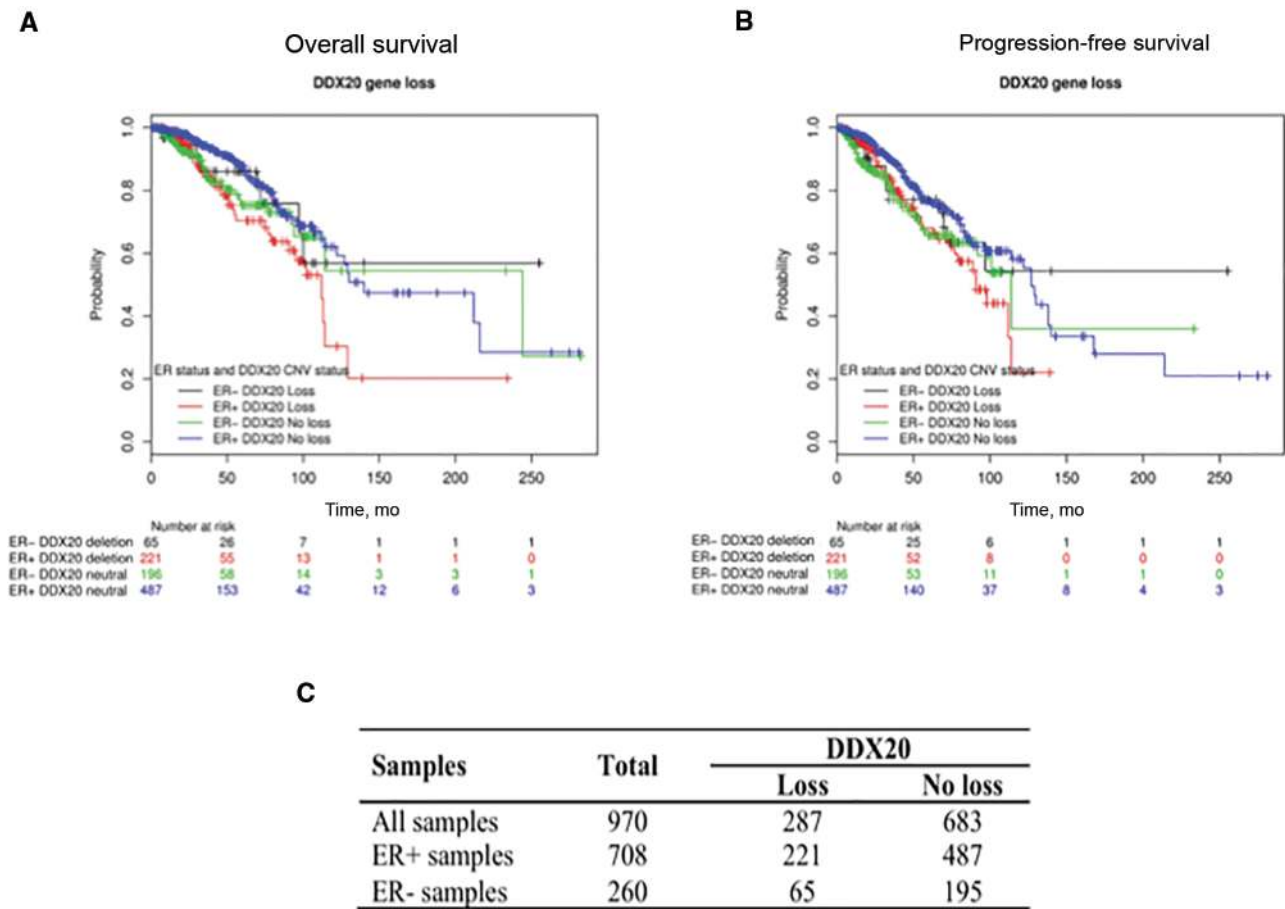 A
Overall survival
DDX20 gene loss
Probability
1.0
0.8
0.6
0.4
0.2
0.0
ER status and DDX20 CNV status
ER− DDX20 Loss
ER+ DDX20 Loss
ER− DDX20 No loss
ER+ DDX20 No loss
0 50 100 150 200 250
Time, mo
Number at risk
ER− DDX20 deletion 65 26 7 1 1 1
ER+ DDX20 deletion 221 55 13 1 1 0
ER− DDX20 neutral 196 58 14 3 3 1
ER+ DDX20 neutral 487 153 42 12 6 3
B
Progression-free survival
DDX20 gene loss
Probability
1.0
0.8
0.6
0.4
0.2
0.0
ER status and DDX20 CNV status
ER− DDX20 Loss
ER+ DDX20 Loss
ER− DDX20 No loss
ER+ DDX20 No loss
0 50 100 150 200 250
Time, mo
Number at risk
ER− DDX20 deletion 65 25 6 1 1 1
ER+ DDX20 deletion 221 52 8 0 0 0
ER− DDX20 neutral 196 53 11 1 1 0
ER+ DDX20 neutral 487 140 37 8 4 3
C
Samples Total DDX20
Loss No loss
All samples 970 287 683
ER+ samples 708 221 487
ER- samples 260 65 195